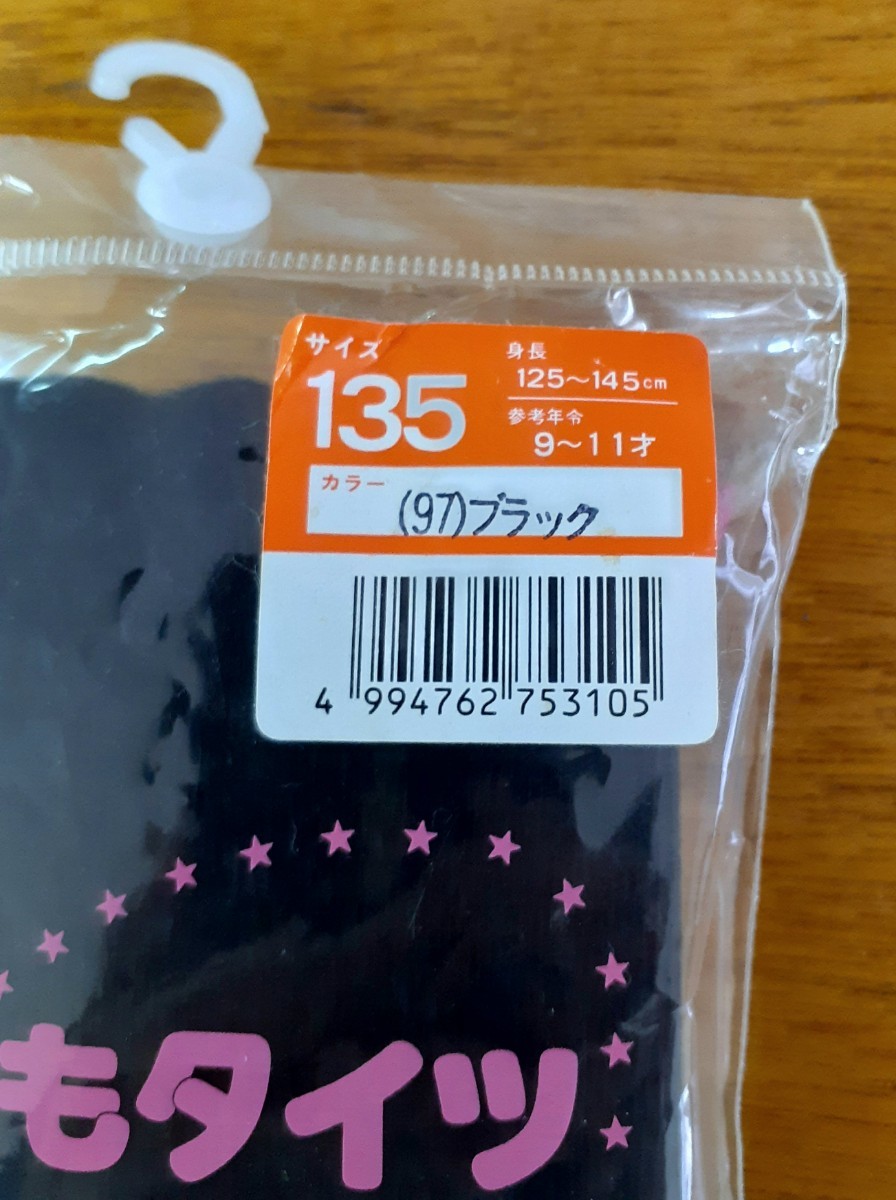 サイズ
135
身長
125〜145cm
参考年令
9〜11才
カラー
(97)ブラック
4 994762 753105
もタイツ